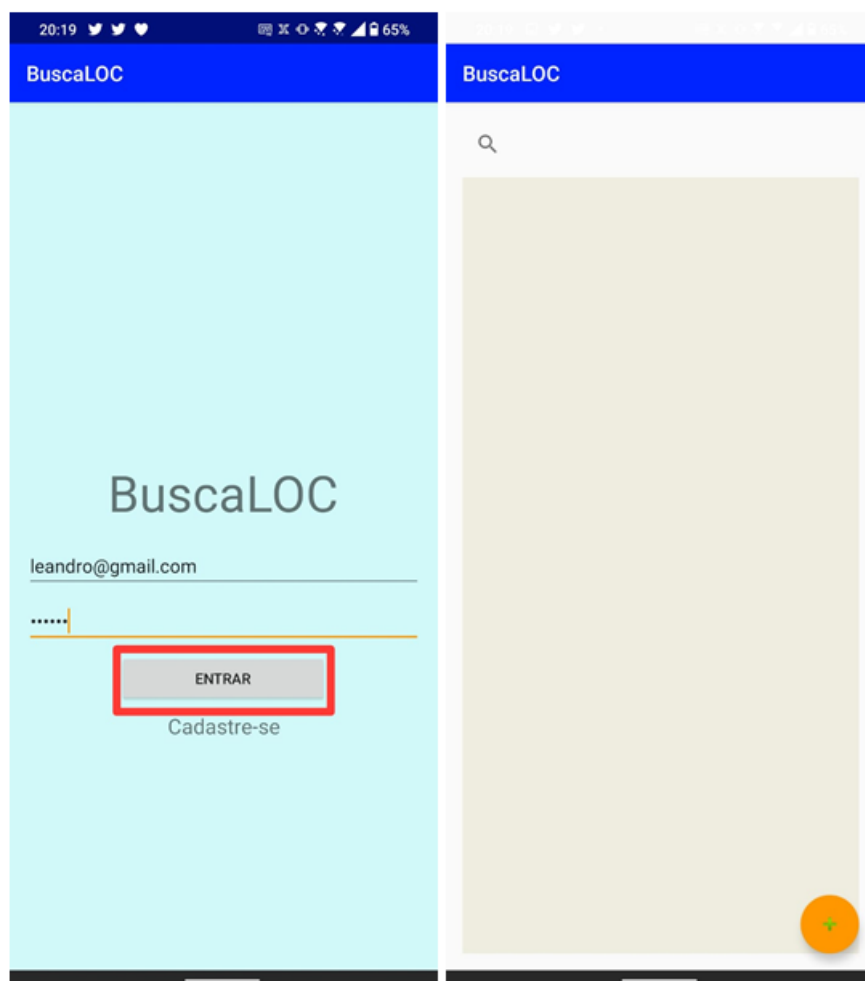 20:19 65%
BuscaLOC
BuscaLOC
leandro@gmail.com
••••••
ENTRAR
Cadastre-se
BuscaLOC